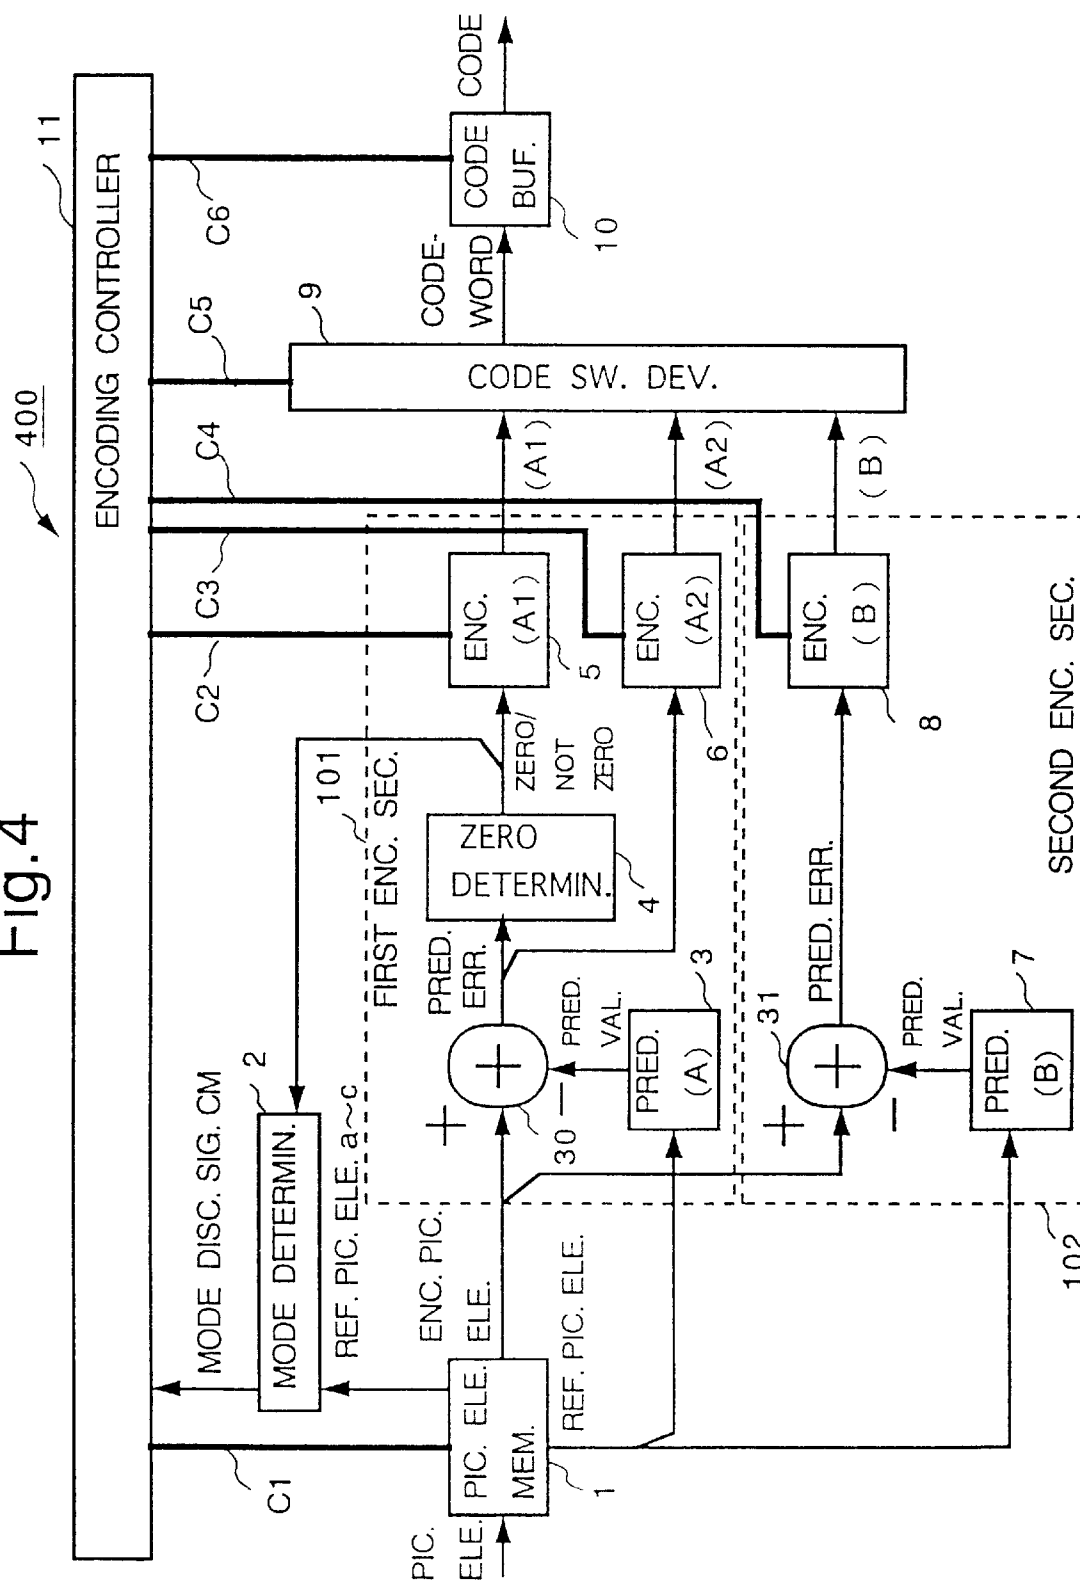 Fig.4
400
11
ENCODING CONTROLLER
C1
MODE DISC. SIG. CM
C2
C3
C4
C5
C6
2
MODE DETERMIN.
REF. PIC. ELE. a~c
PIC.
ELE.
PIC. ELE.
MEM.
1
ENC. PIC.
ELE.
REF. PIC. ELE.
101
FIRST ENC. SEC.
+
+
30
−
PRED.
ERR.
PRED.
VAL.
PRED.
(A)
3
ZERO
DETERMIN.
4
ZERO/
NOT
ZERO
ENC.
(A1)
5
ENC.
(A2)
6
(A1)
(A2)
(B)
9
CODE SW. DEV.
CODE-
WORD
CODE
BUF.
10
CODE
102
SECOND ENC. SEC.
31
+
+
−
PRED. ERR.
PRED.
VAL.
PRED.
(B)
7
ENC.
(B)
8